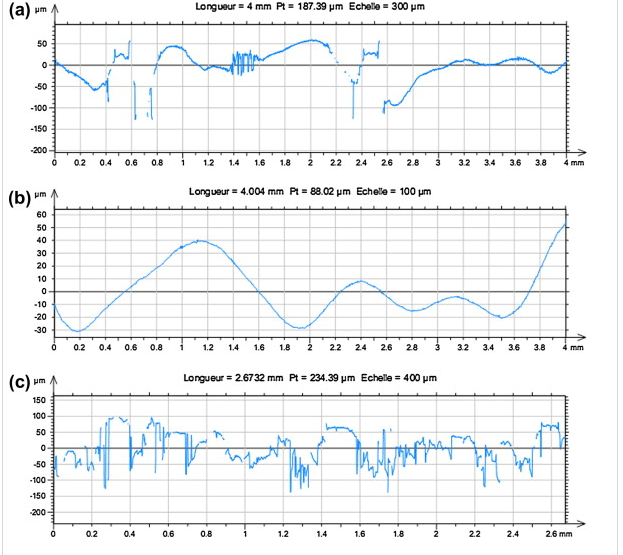 (a)
µm
Longueur = 4 mm Pt = 187.39 µm Echelle = 300 µm
50
0
-50
-100
-150
-200
0 0.2 0.4 0.6 0.8 1 1.2 1.4 1.6 1.8 2 2.2 2.4 2.6 2.8 3 3.2 3.4 3.6 3.8 4 mm
(b)
µm
Longueur = 4.004 mm Pt = 88.02 µm Echelle = 100 µm
60
50
40
30
20
10
0
-10
-20
-30
0 0.2 0.4 0.6 0.8 1 1.2 1.4 1.6 1.8 2 2.2 2.4 2.6 2.8 3 3.2 3.4 3.6 3.8 4 mm
(c)
µm
Longueur = 2.6732 mm Pt = 234.39 µm Echelle = 400 µm
150
100
50
0
-50
-100
-150
-200
0 0.2 0.4 0.6 0.8 1 1.2 1.4 1.6 1.8 2 2.2 2.4 2.6 mm